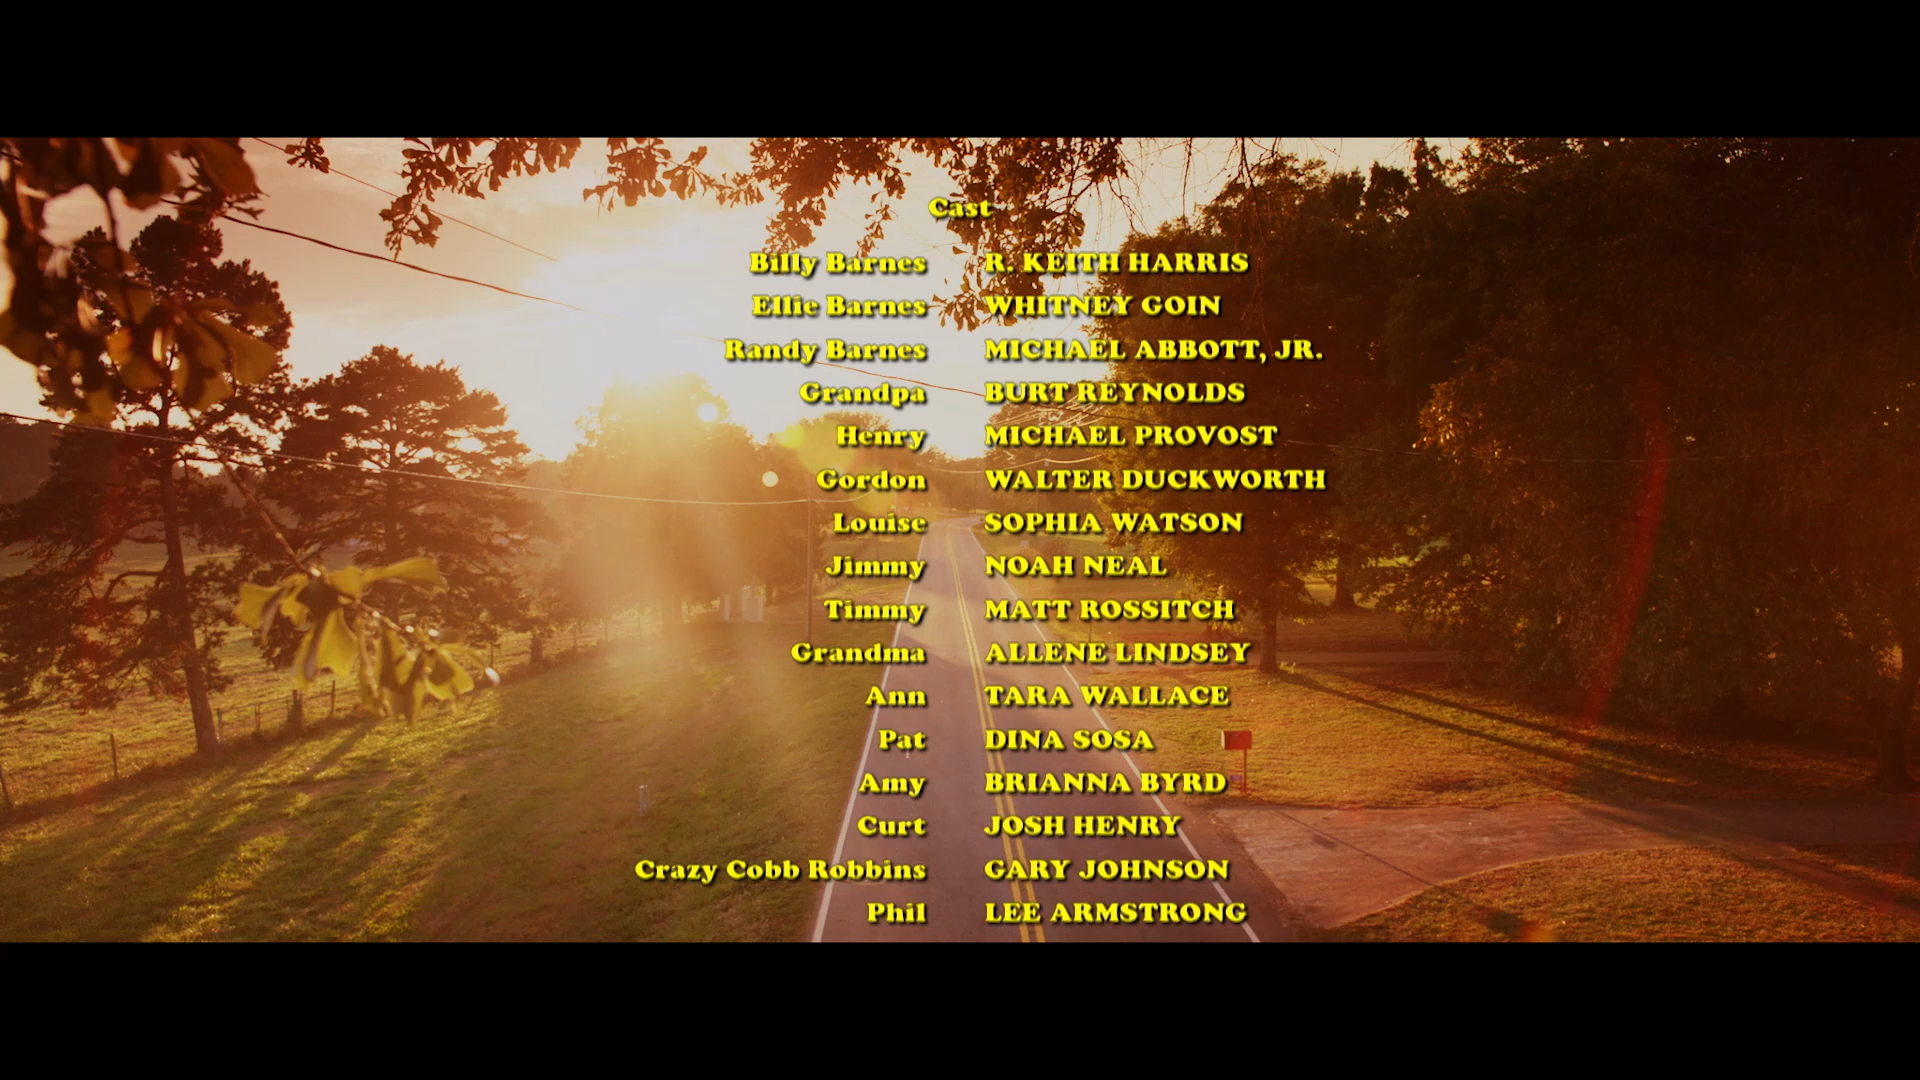 Cast
Billy Barnes R. KEITH HARRIS
Ellie Barnes WHITNEY GOIN
Randy Barnes MICHAEL ABBOTT, JR.
Grandpa BURT REYNOLDS
Henry MICHAEL PROVOST
Gordon WALTER DUCKWORTH
Louise SOPHIA WATSON
Jimmy NOAH NEAL
Timmy MATT ROSSITCH
Grandma ALLENE LINDSEY
Ann TARA WALLACE
Pat DINA SOSA
Amy BRIANNA BYRD
Curt JOSH HENRY
Crazy Cobb Robbins GARY JOHNSON
Phil LEE ARMSTRONG